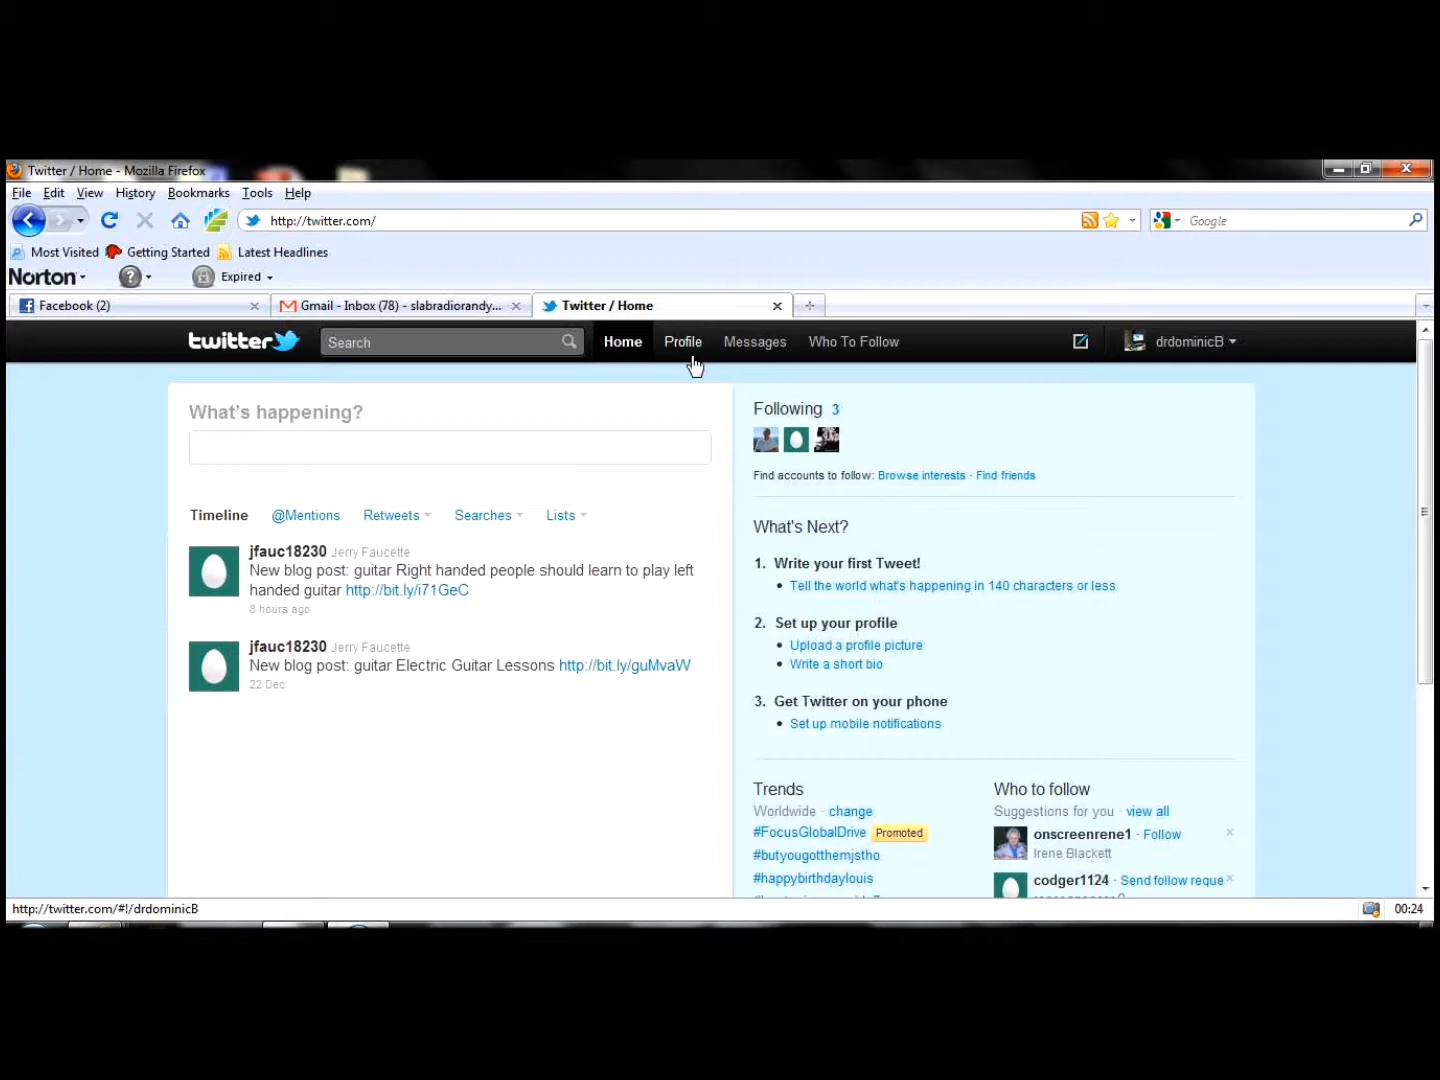 Twitter / Home - Mozilla Firefox
File Edit View History Bookmarks Tools Help
http://twitter.com/
Google
Most Visited Getting Started Latest Headlines
Norton ? Expired
Facebook (2) Gmail - Inbox (78) - slabradiorandy... Twitter / Home
twitter Search Home Profile Messages Who To Follow drdominicB
What's happening?
Timeline @Mentions Retweets Searches Lists
jfauc18230 Jerry Faucette
New blog post: guitar Right handed people should learn to play left
handed guitar http://bit.ly/i71GeC
8 hours ago
jfauc18230 Jerry Faucette
New blog post: guitar Electric Guitar Lessons http://bit.ly/guMvaW
22 Dec
Following 3
Find accounts to follow: Browse interests · Find friends
What's Next?
1. Write your first Tweet!
• Tell the world what's happening in 140 characters or less
2. Set up your profile
• Upload a profile picture
• Write a short bio
3. Get Twitter on your phone
• Set up mobile notifications
Trends
Worldwide · change
#FocusGlobalDrive Promoted
#butyougotthemjstho
#happybirthdaylouis
Who to follow
Suggestions for you · view all
onscreenrene1 · Follow
Irene Blackett
codger1124 · Send follow reque
http://twitter.com/#!/drdominicB
00:24